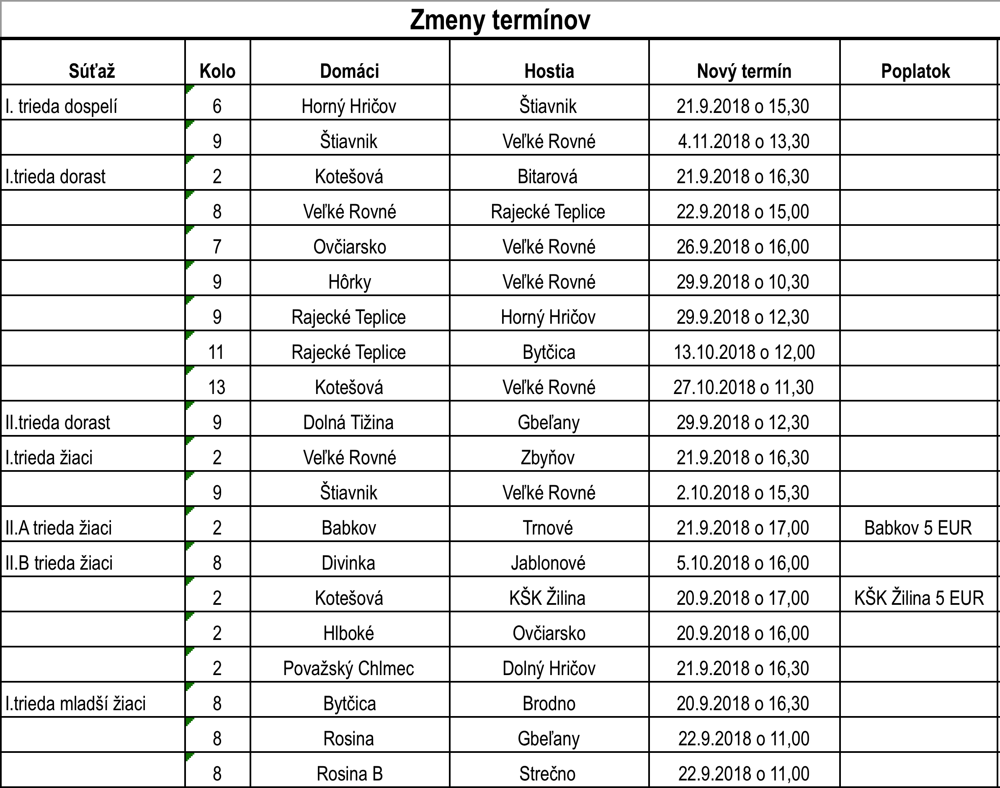 Zmeny termínov
Súťaž Kolo Domáci Hostia Nový termín Poplatok
I. trieda dospelí 6 Horný Hričov Štiavnik 21.9.2018 o 15,30
9 Štiavnik Veľké Rovné 4.11.2018 o 13,30
I.trieda dorast 2 Kotešová Bitarová 21.9.2018 o 16,30
8 Veľké Rovné Rajecké Teplice 22.9.2018 o 15,00
7 Ovčiarsko Veľké Rovné 26.9.2018 o 16,00
9 Hôrky Veľké Rovné 29.9.2018 o 10,30
9 Rajecké Teplice Horný Hričov 29.9.2018 o 12,30
11 Rajecké Teplice Bytčica 13.10.2018 o 12,00
13 Kotešová Veľké Rovné 27.10.2018 o 11,30
II.trieda dorast 9 Dolná Tižina Gbeľany 29.9.2018 o 12,30
I.trieda žiaci 2 Veľké Rovné Zbyňov 21.9.2018 o 16,30
9 Štiavnik Veľké Rovné 2.10.2018 o 15,30
II.A trieda žiaci 2 Babkov Trnové 21.9.2018 o 17,00 Babkov 5 EUR
II.B trieda žiaci 8 Divinka Jablonové 5.10.2018 o 16,00
2 Kotešová KŠK Žilina 20.9.2018 o 17,00 KŠK Žilina 5 EUR
2 Hlboké Ovčiarsko 20.9.2018 o 16,00
2 Považský Chlmec Dolný Hričov 21.9.2018 o 16,30
I.trieda mladší žiaci 8 Bytčica Brodno 20.9.2018 o 16,30
8 Rosina Gbeľany 22.9.2018 o 11,00
8 Rosina B Strečno 22.9.2018 o 11,00